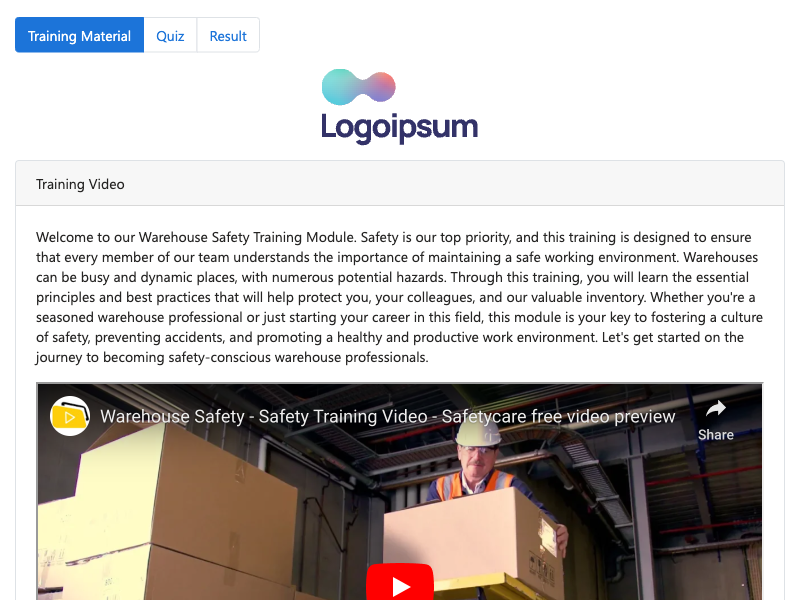 Training Material Quiz Result
Logoipsum
Training Video
Welcome to our Warehouse Safety Training Module. Safety is our top priority, and this training is designed to ensure
that every member of our team understands the importance of maintaining a safe working environment. Warehouses
can be busy and dynamic places, with numerous potential hazards. Through this training, you will learn the essential
principles and best practices that will help protect you, your colleagues, and our valuable inventory. Whether you're a
seasoned warehouse professional or just starting your career in this field, this module is your key to fostering a culture
of safety, preventing accidents, and promoting a healthy and productive work environment. Let's get started on the
journey to becoming safety-conscious warehouse professionals.
Warehouse Safety - Safety Training Video - Safetycare free video preview
Share